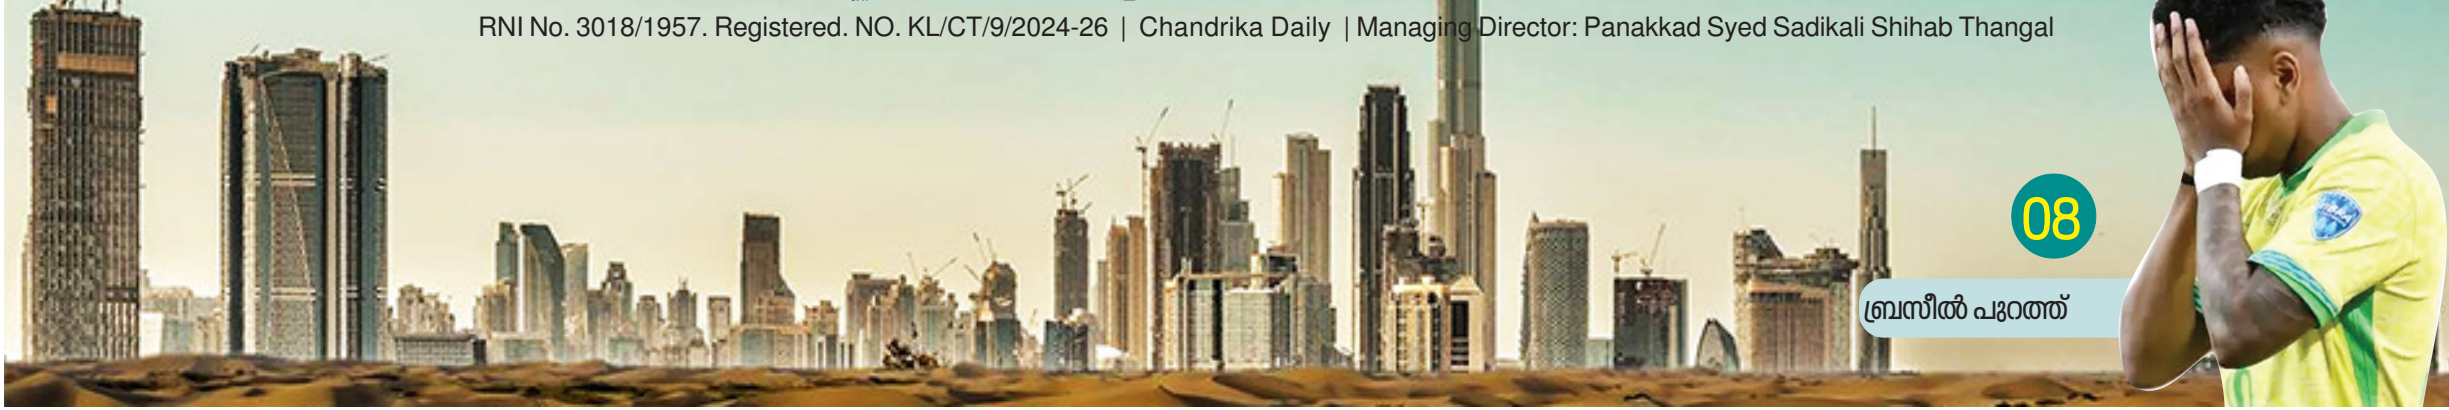 RNI No. 3018/1957. Registered. NO. KL/CT/9/2024-26 | Chandrika Daily | Managing Director: Panakkad Syed Sadikali Shihab Thangal
08
ബ്രസീൽ പുറത്ത്